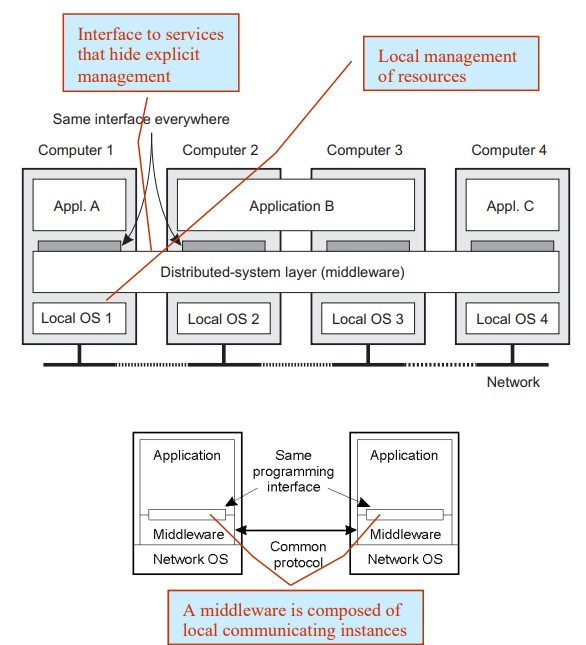 Interface to services
that hide explicit
management
Local management
of resources
Same interface everywhere
Computer 1
Computer 2
Computer 3
Computer 4
Appl. A
Application B
Appl. C
Distributed-system layer (middleware)
Local OS 1
Local OS 2
Local OS 3
Local OS 4
Network
Application
Same
programming
interface
Application
Middleware
Middleware
Common
protocol
Network OS
Network OS
A middleware is composed of
local communicating instances